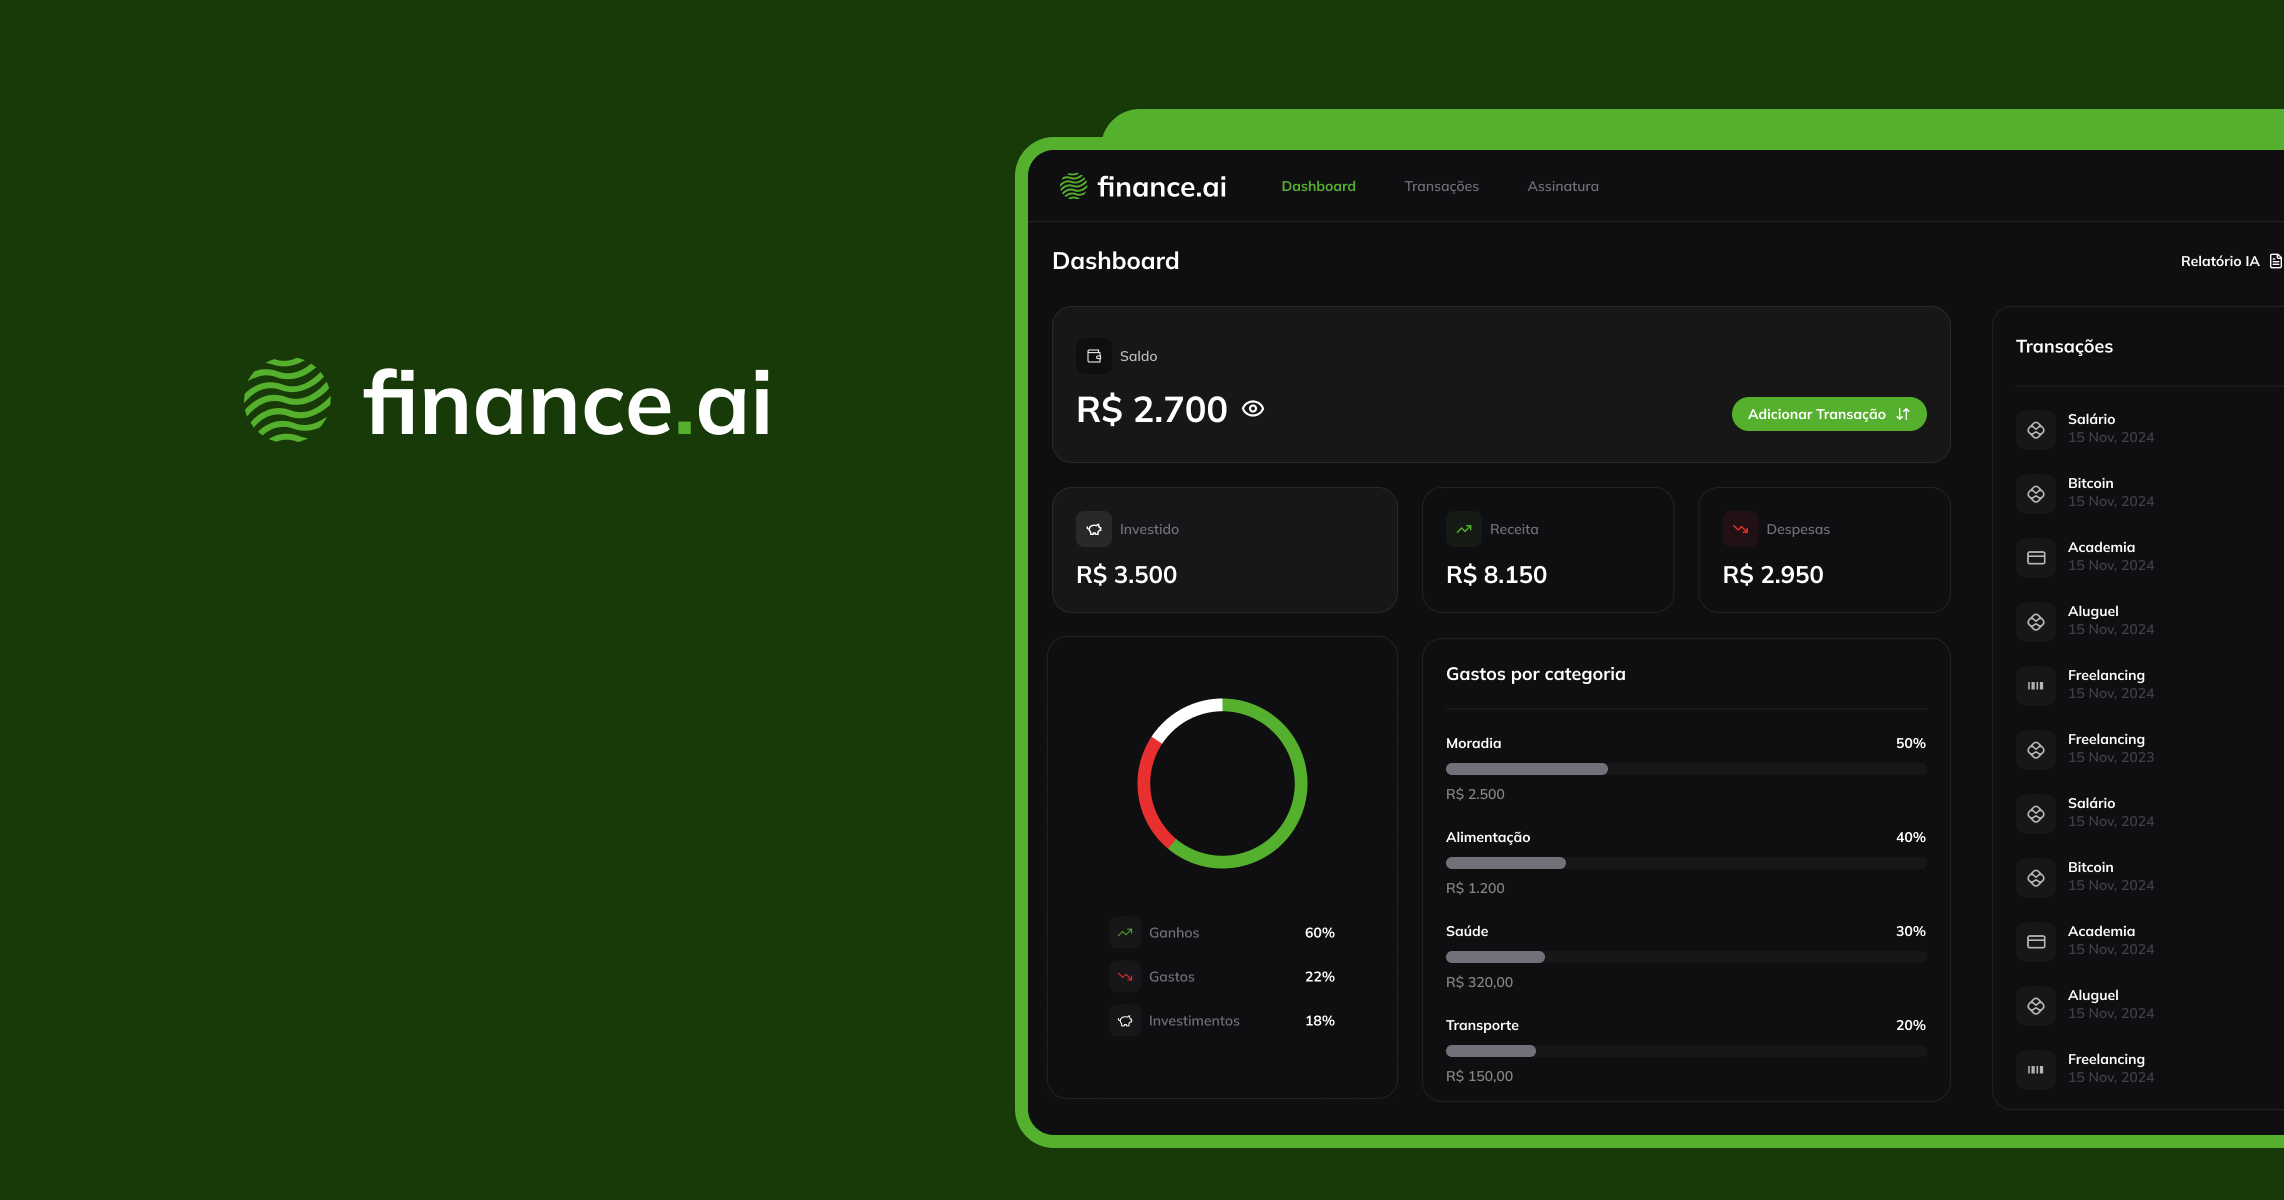 finance.ai
finance.ai
Dashboard
Transações
Assinatura
Dashboard
Relatório IA
Saldo
R$ 2.700
Adicionar Transação
Investido
R$ 3.500
Receita
R$ 8.150
Despesas
R$ 2.950
Ganhos 60%
Gastos 22%
Investimentos 18%
Gastos por categoria
Moradia 50%
R$ 2.500
Alimentação 40%
R$ 1.200
Saúde 30%
R$ 320,00
Transporte 20%
R$ 150,00
Transações
Salário
15 Nov, 2024
Bitcoin
15 Nov, 2024
Academia
15 Nov, 2024
Aluguel
15 Nov, 2024
Freelancing
15 Nov, 2024
Freelancing
15 Nov, 2023
Salário
15 Nov, 2024
Bitcoin
15 Nov, 2024
Academia
15 Nov, 2024
Aluguel
15 Nov, 2024
Freelancing
15 Nov, 2024